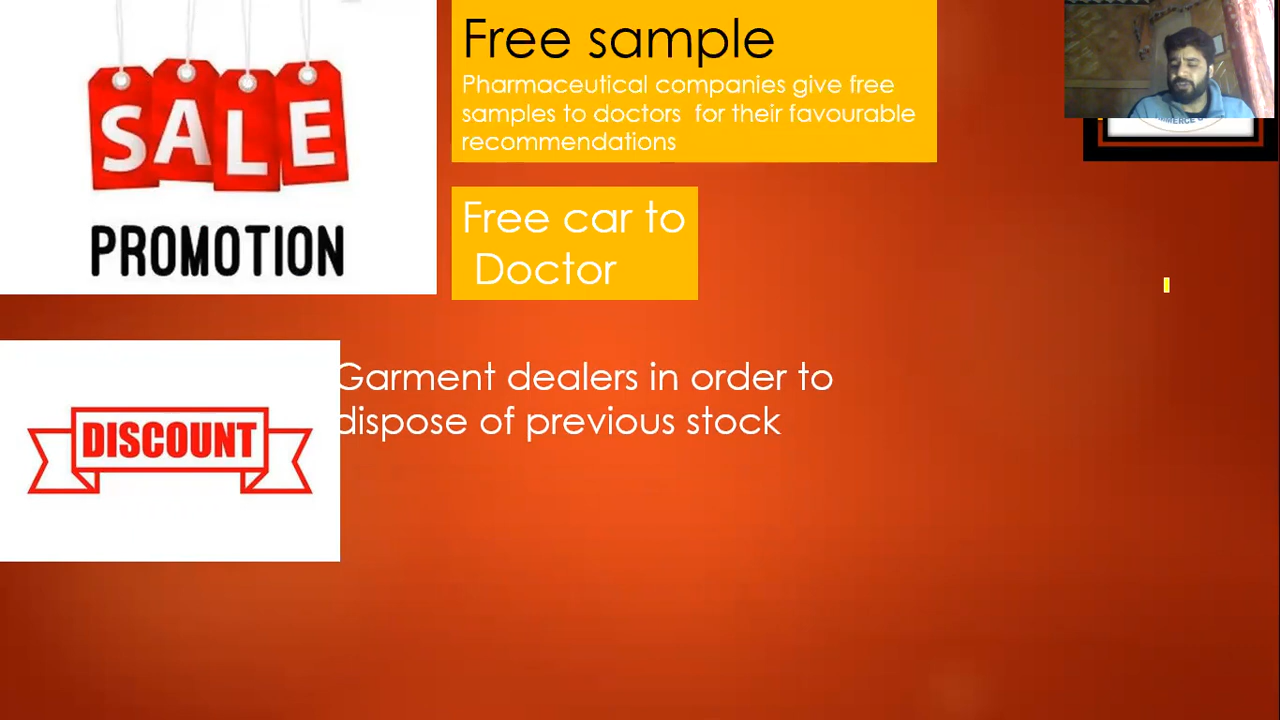 SALE
PROMOTION
Free sample
Pharmaceutical companies give free
samples to doctors for their favourable
recommendations
Free car to
Doctor
DISCOUNT
Garment dealers in order to
dispose of previous stock